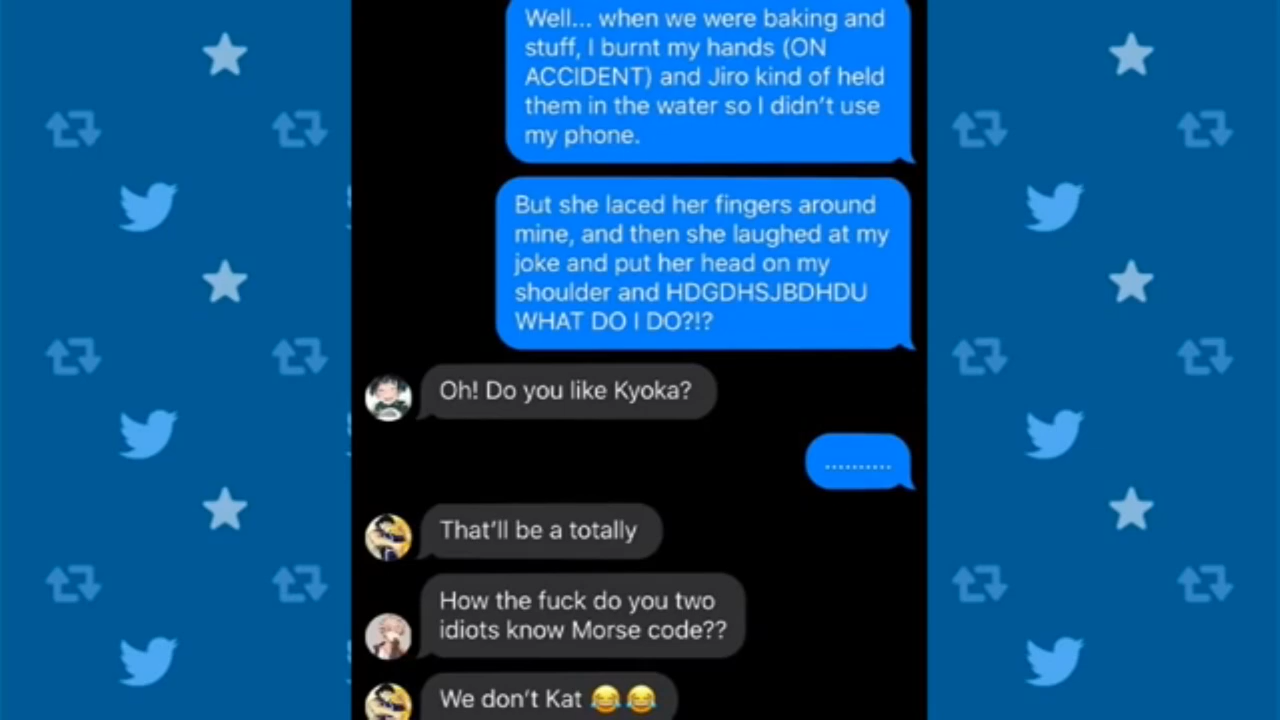 Well... when we were baking and
stuff, I burnt my hands (ON
ACCIDENT) and Jiro kind of held
them in the water so I didn't use
my phone.
But she laced her fingers around
mine, and then she laughed at my
joke and put her head on my
shoulder and HDGDHSJBDHDU
WHAT DO I DO?!?
Oh! Do you like Kyoka?
..........
That'll be a totally
How the fuck do you two
idiots know Morse code??
We don't Kat 😂😂